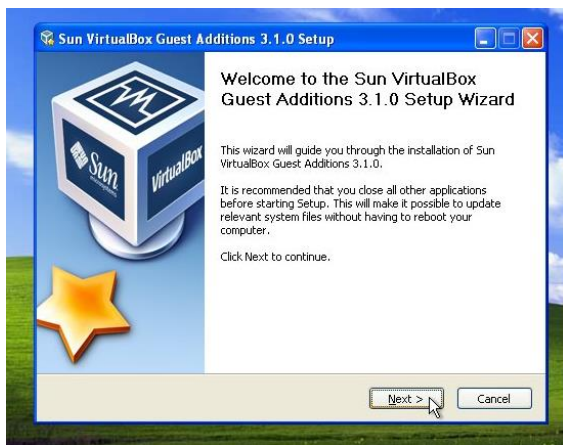 Sun VirtualBox Guest Additions 3.1.0 Setup
Welcome to the Sun VirtualBox
Guest Additions 3.1.0 Setup Wizard
This wizard will guide you through the installation of Sun
VirtualBox Guest Additions 3.1.0.
It is recommended that you close all other applications
before starting Setup. This will make it possible to update
relevant system files without having to reboot your
computer.
Click Next to continue.
Sun
microsystems
VirtualBox
Next >
Cancel